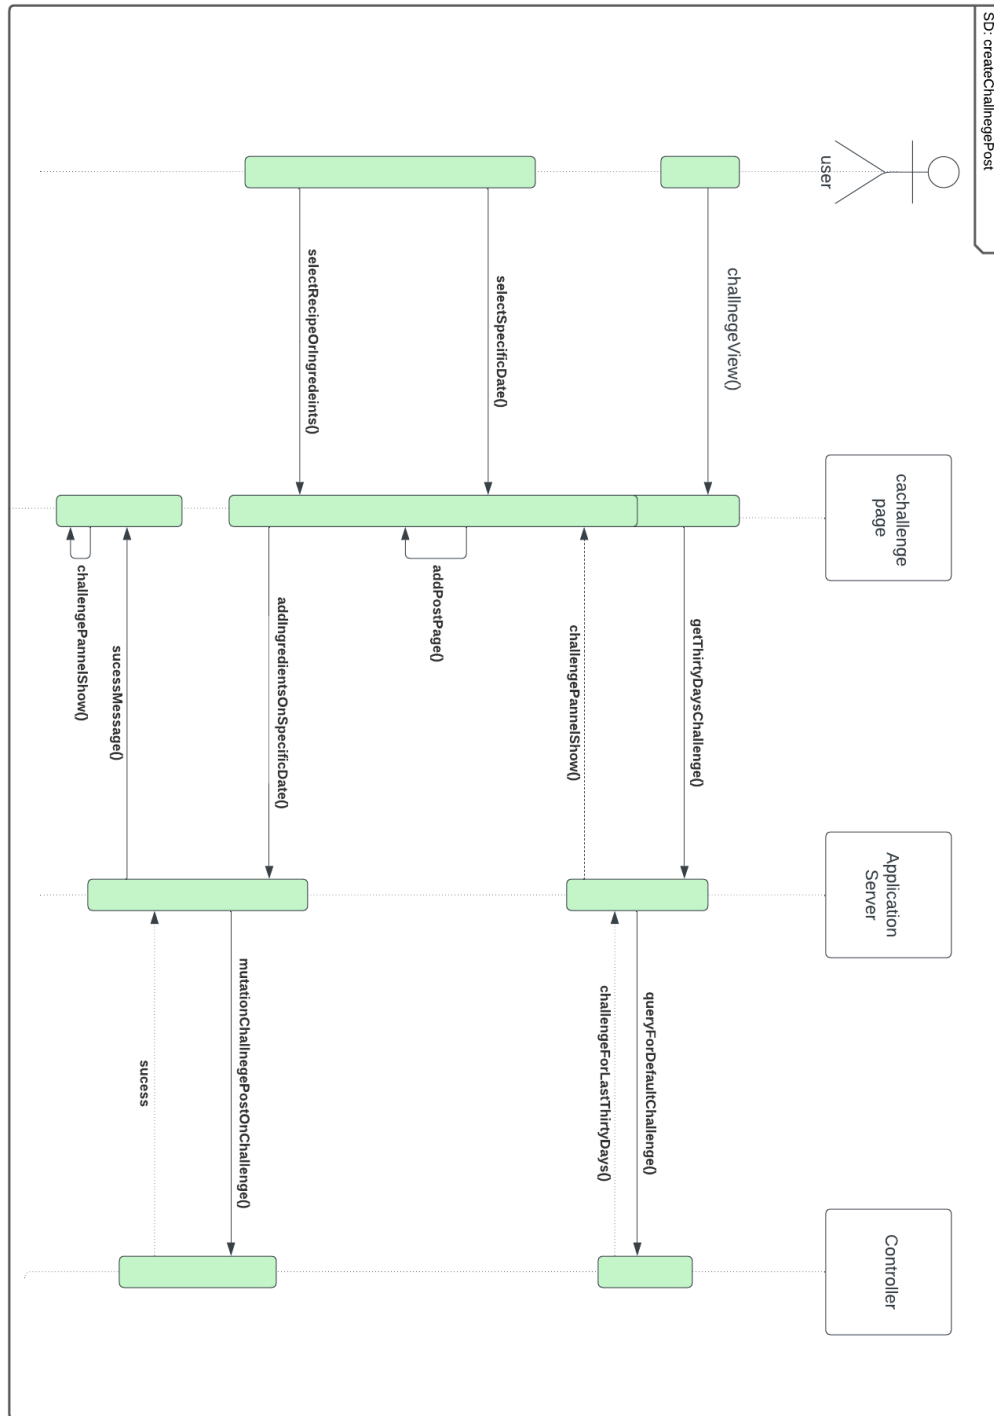 SD: createChallnegePost
user
cachallenge
page
Application
Server
Controller
challnegeView()
getThirtyDaysChallenge()
queryForDefaultChallenge()
challengeForLastThirtyDays()
challengePannelShow()
selectSpecificDate()
addPostPage()
selectRecipeOrIngredeints()
addIngredientsOnSpecificDate()
mutationChallnegePostOnChallenge()
sucess
sucessMessage()
challengePannelShow()